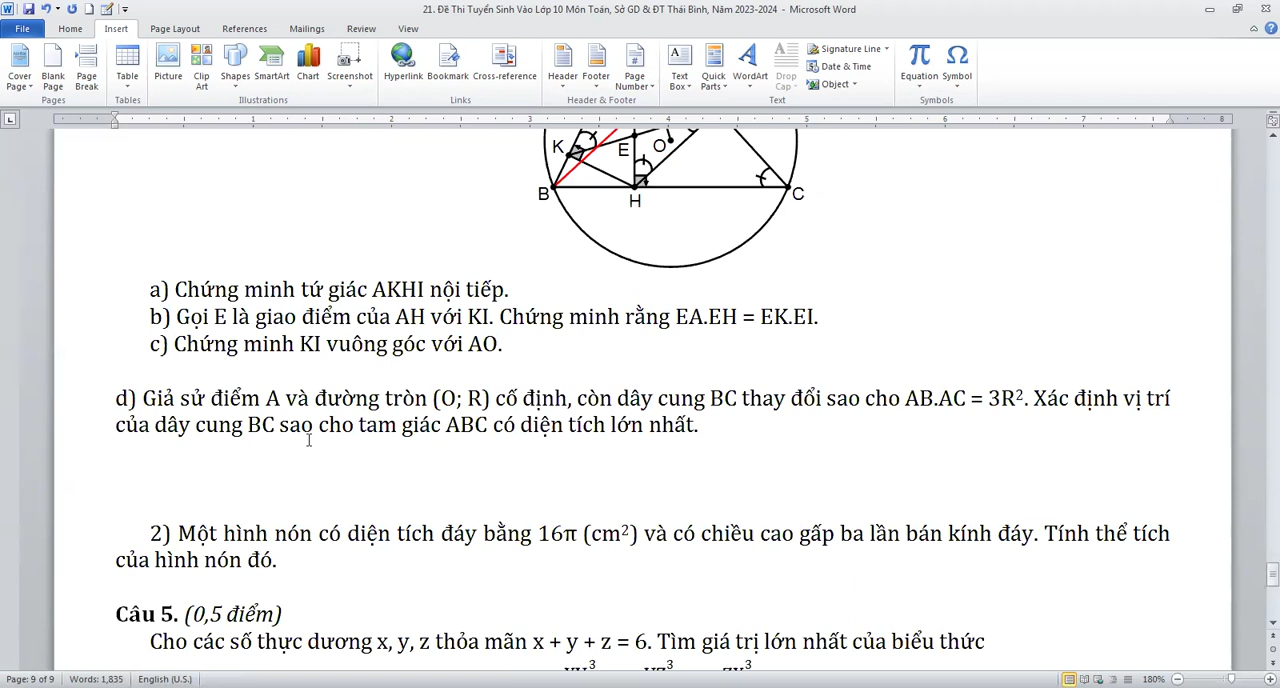 21. Đề Thi Tuyển Sinh Vào Lớp 10 Môn Toán, Sở GD & ĐT Thái Bình, Năm 2023-2024 - Microsoft Word
File Home Insert Page Layout References Mailings Review View
Cover Page Blank Page Page Break Table Picture Clip Art Shapes SmartArt Chart Screenshot Hyperlink Bookmark Cross-reference Header Footer Page Number Text Box Quick Parts WordArt Drop Cap Signature Line Date & Time Object Equation Symbol
Pages Tables Illustrations Links Header & Footer Text Symbols
1 2 3 4 5 6 7 8
K E O
B H C
a) Chứng minh tứ giác AKHI nội tiếp.
b) Gọi E là giao điểm của AH với KI. Chứng minh rằng EA.EH = EK.EI.
c) Chứng minh KI vuông góc với AO.
d) Giả sử điểm A và đường tròn (O; R) cố định, còn dây cung BC thay đổi sao cho AB.AC = 3R². Xác định vị trí
của dây cung BC sao cho tam giác ABC có diện tích lớn nhất.
2) Một hình nón có diện tích đáy bằng 16π (cm²) và có chiều cao gấp ba lần bán kính đáy. Tính thể tích
của hình nón đó.
Câu 5. (0,5 điểm)
Cho các số thực dương x, y, z thỏa mãn x + y + z = 6. Tìm giá trị lớn nhất của biểu thức
Page: 9 of 9 Words: 1,835 English (U.S.) 180%